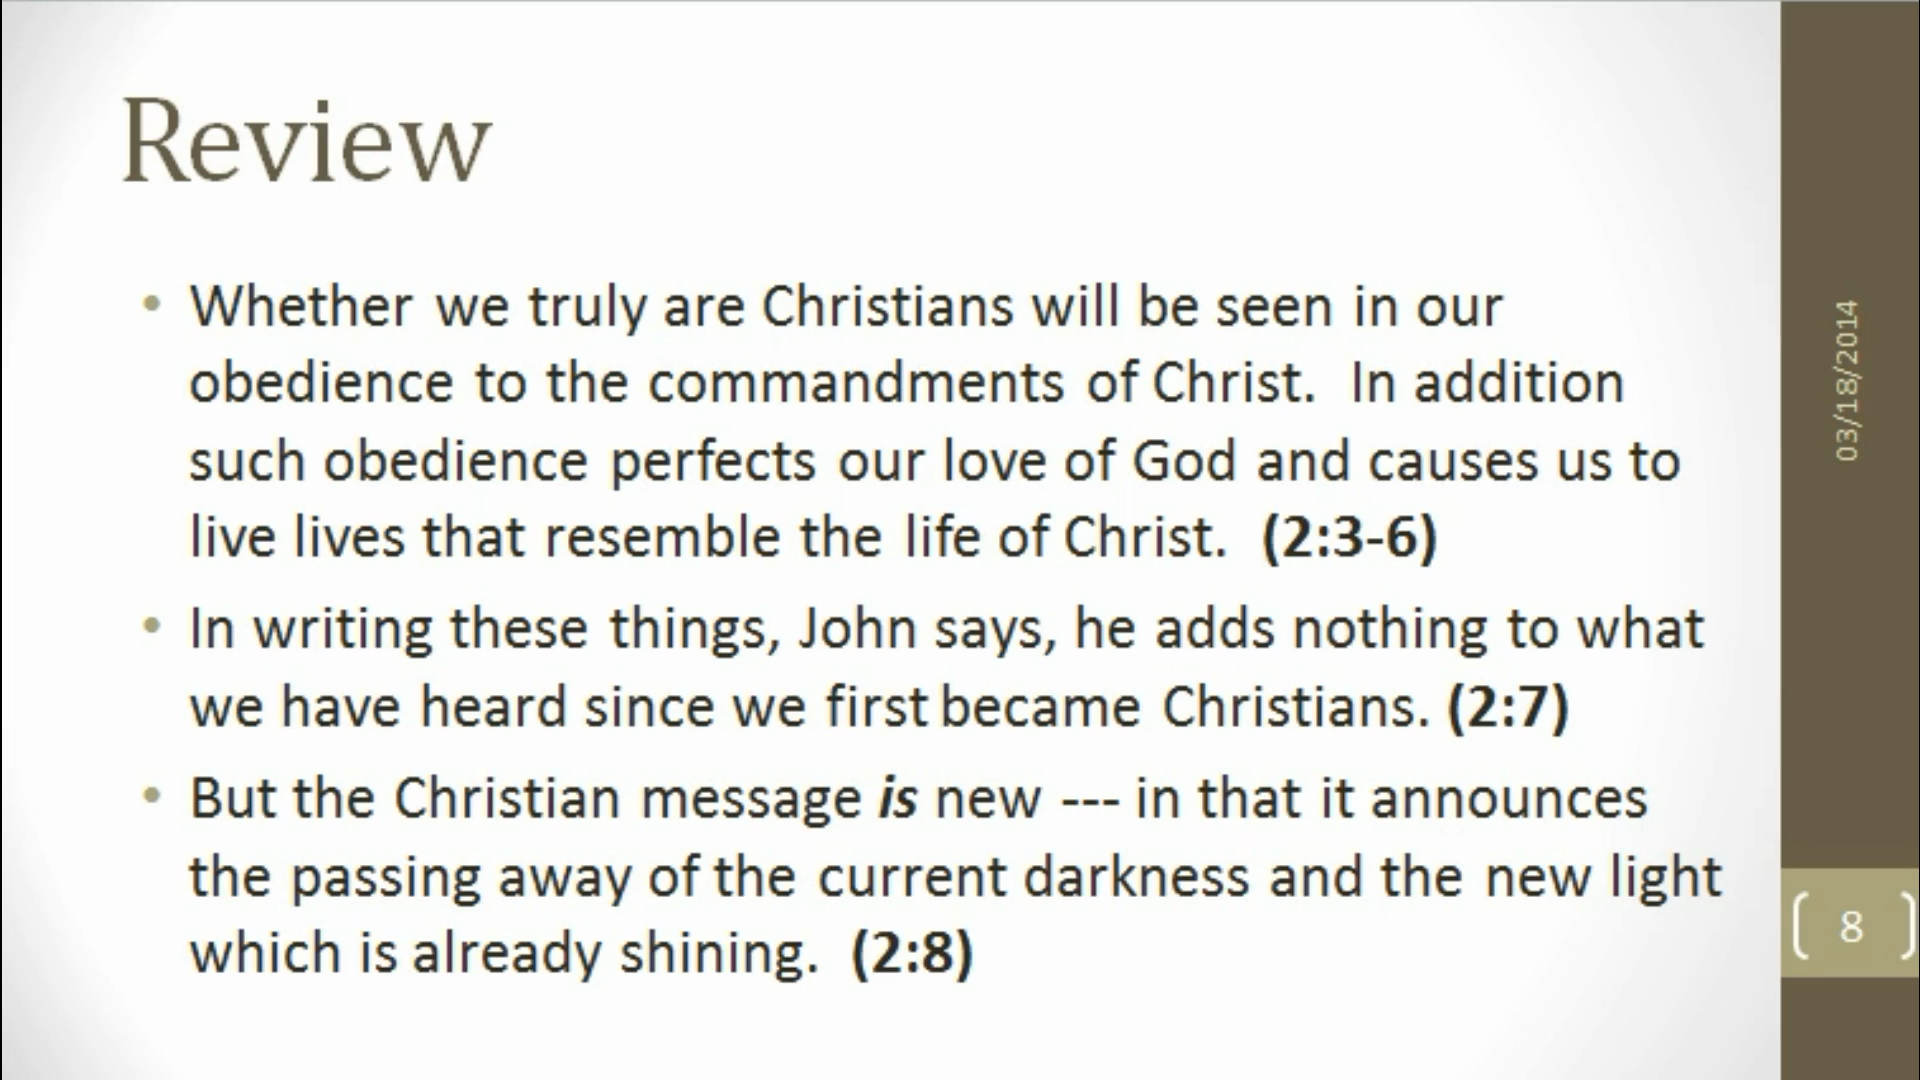 Review
• Whether we truly are Christians will be seen in our
obedience to the commandments of Christ.  In addition
such obedience perfects our love of God and causes us to
live lives that resemble the life of Christ.  (2:3-6)
• In writing these things, John says, he adds nothing to what
we have heard since we first became Christians. (2:7)
• But the Christian message is new --- in that it announces
the passing away of the current darkness and the new light
which is already shining.  (2:8)
03/18/2014
8